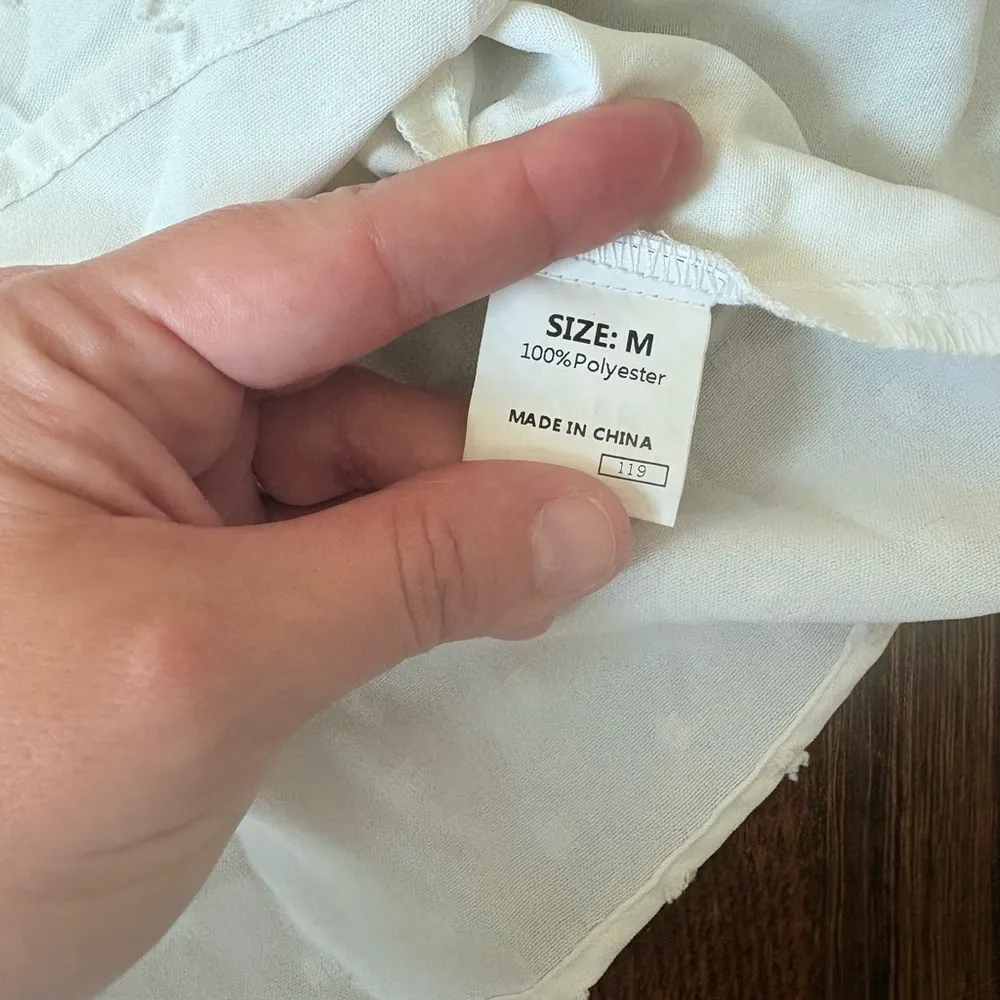 SIZE: M
100%Polyester
MADE IN CHINA
119